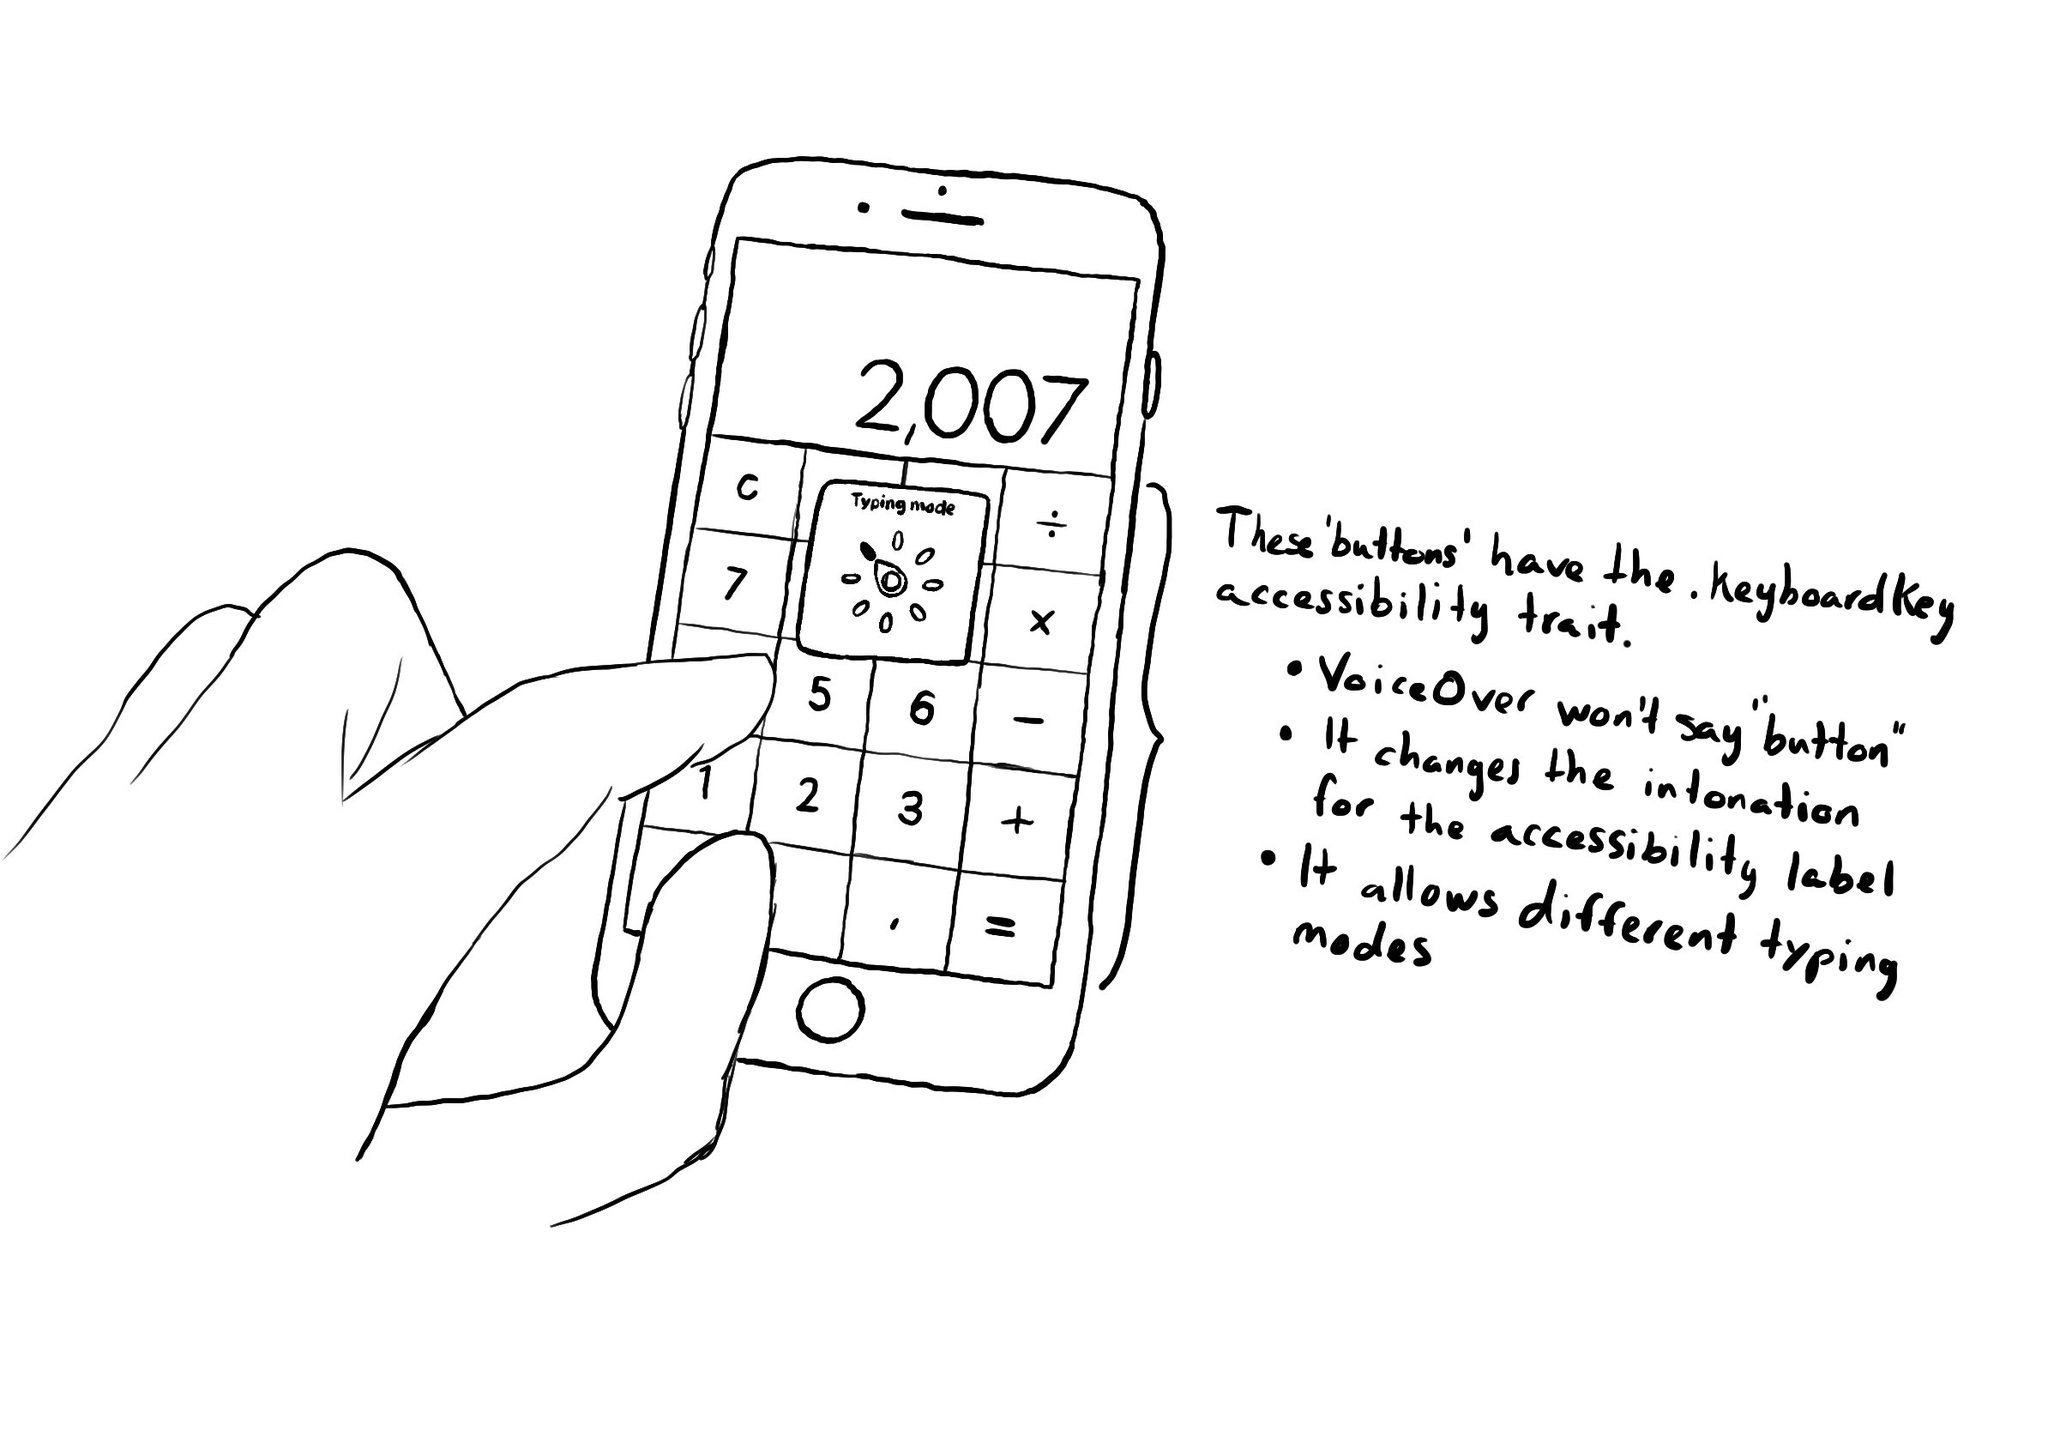 2,007
C
÷
Typing mode
7
x
5 6 −
1 2 3 +
, =
These 'buttons' have the .keyboardKey
accessibility trait.
• VoiceOver won't say "button"
• It changes the intonation
for the accessibility label
• It allows different typing
modes